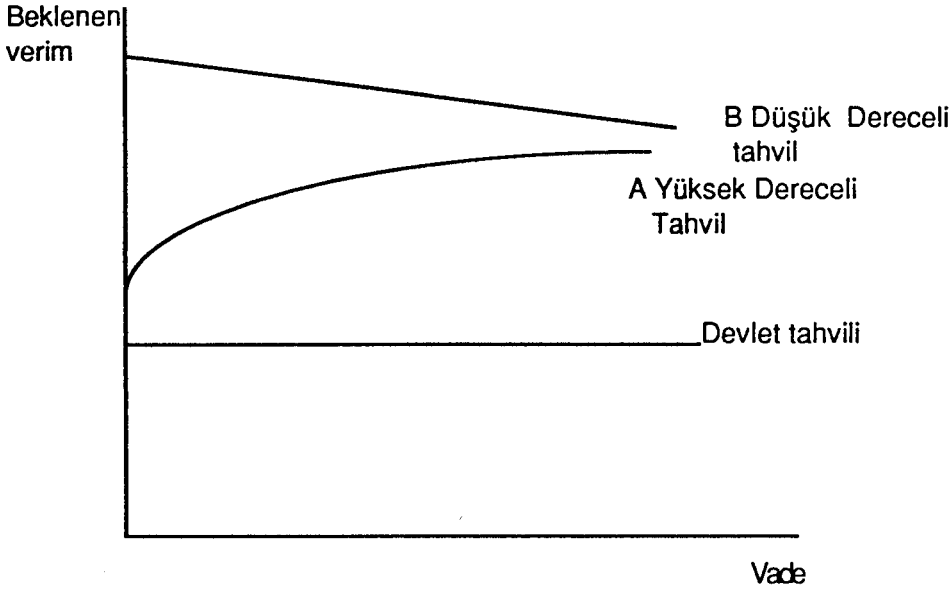 Beklenen
verim
B Düşük Dereceli
tahvil
A Yüksek Dereceli
Tahvil
Devlet tahvili
Vade